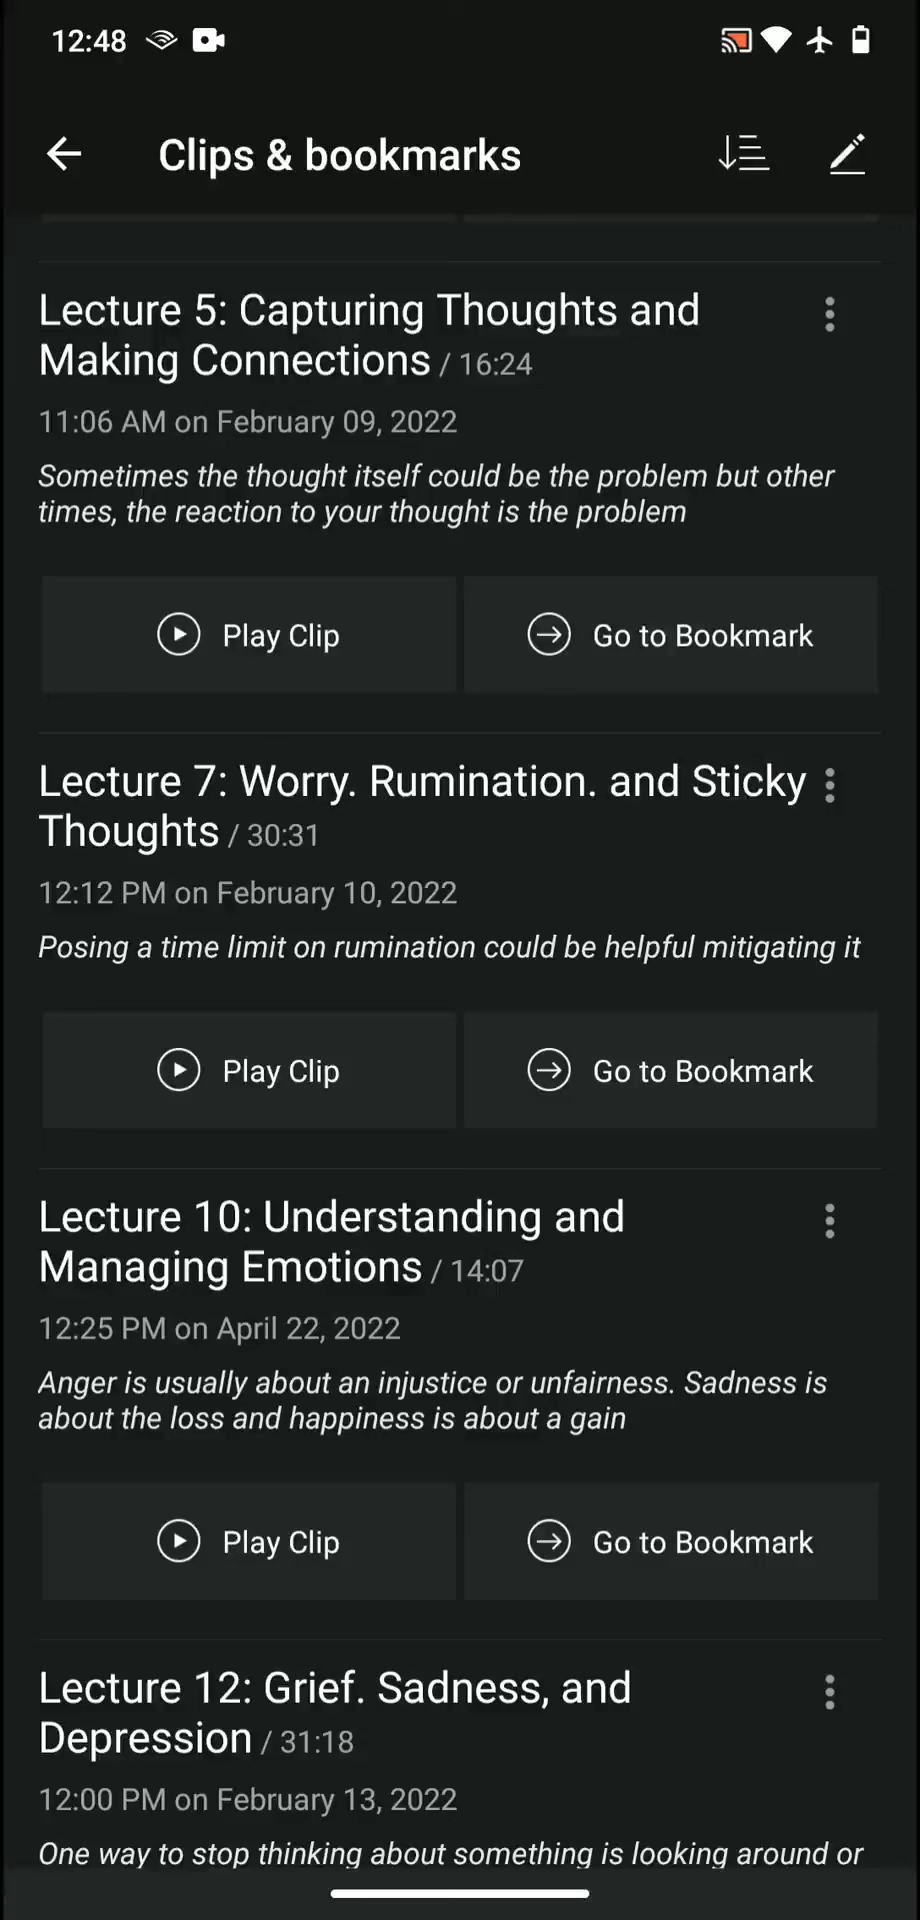 12:48
Clips & bookmarks
Lecture 5: Capturing Thoughts and
Making Connections / 16:24
11:06 AM on February 09, 2022
Sometimes the thought itself could be the problem but other
times, the reaction to your thought is the problem
Play Clip
Go to Bookmark
Lecture 7: Worry. Rumination. and Sticky
Thoughts / 30:31
12:12 PM on February 10, 2022
Posing a time limit on rumination could be helpful mitigating it
Play Clip
Go to Bookmark
Lecture 10: Understanding and
Managing Emotions / 14:07
12:25 PM on April 22, 2022
Anger is usually about an injustice or unfairness. Sadness is
about the loss and happiness is about a gain
Play Clip
Go to Bookmark
Lecture 12: Grief. Sadness, and
Depression / 31:18
12:00 PM on February 13, 2022
One way to stop thinking about something is looking around or